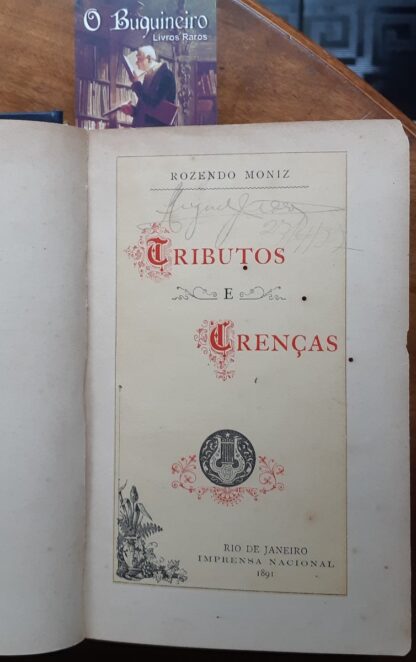 O Buquineiro
Livros Raros
ROZENDO MONIZ
TRIBUTOS
E
CRENÇAS
RIO DE JANEIRO
IMPRENSA NACIONAL
1891